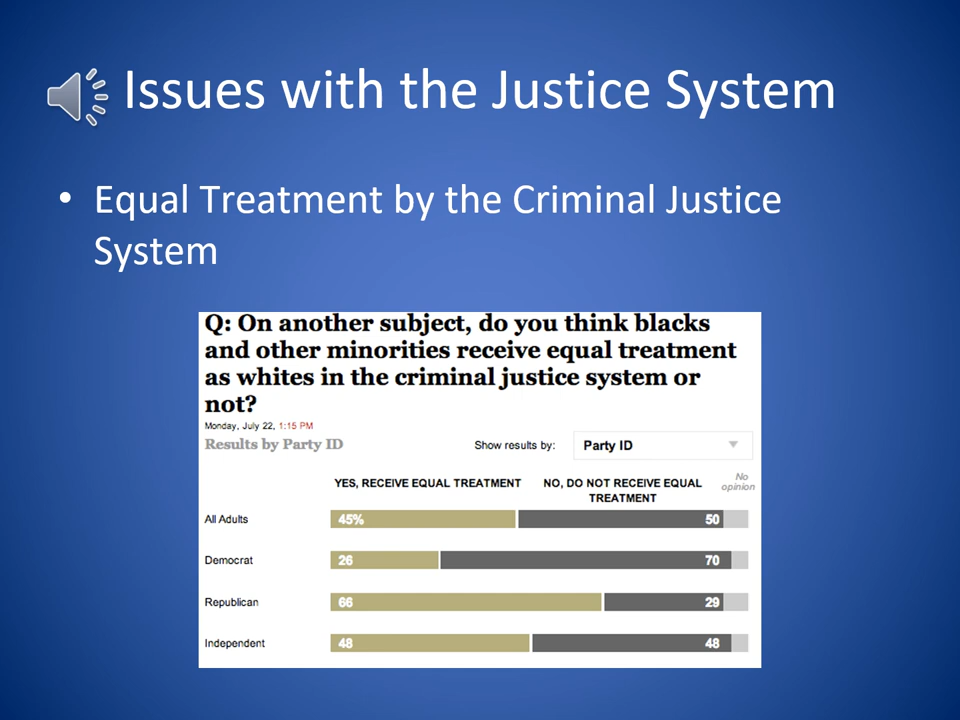 Issues with the Justice System
• Equal Treatment by the Criminal Justice
System
Q: On another subject, do you think blacks
and other minorities receive equal treatment
as whites in the criminal justice system or
not?
Monday, July 22, 1:15 PM
Results by Party ID
Show results by: Party ID
YES, RECEIVE EQUAL TREATMENT
NO, DO NOT RECEIVE EQUAL
TREATMENT
No
opinion
All Adults 45% 50
Democrat 26 70
Republican 66 29
Independent 48 48